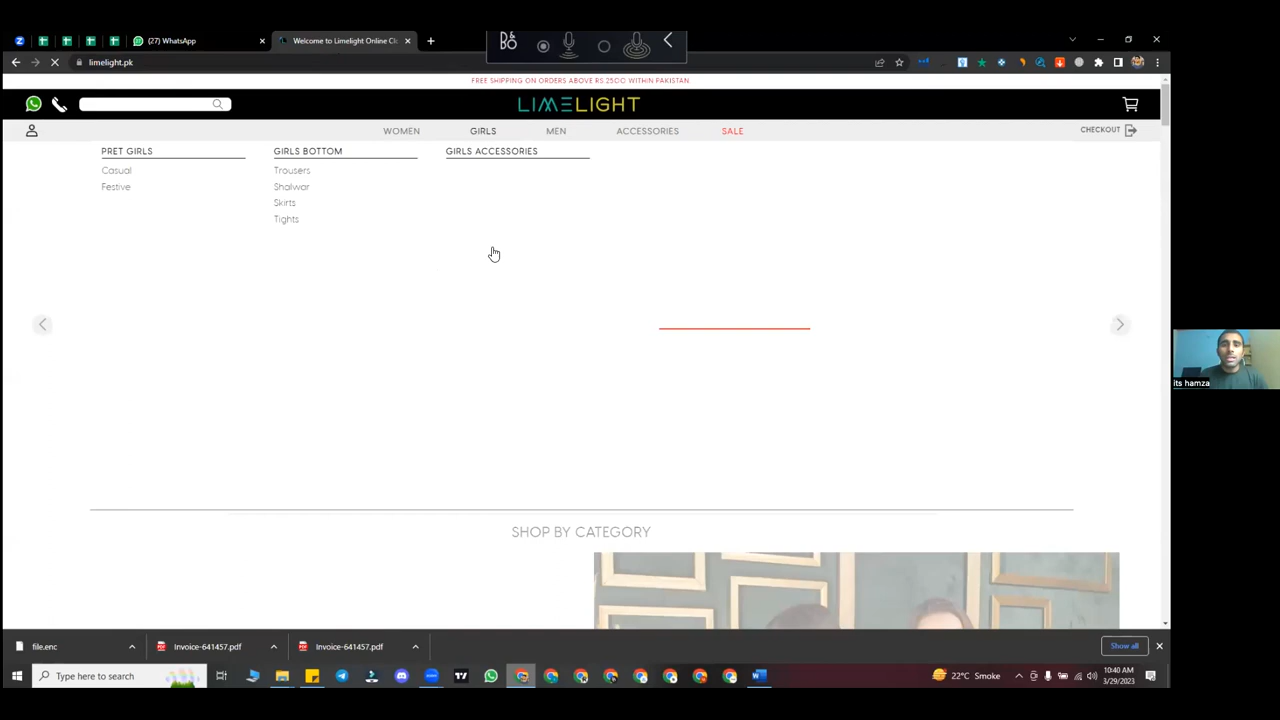 (27) WhatsApp
Welcome to Limelight Online Clo
B&O
limelight.pk
FREE SHIPPING ON ORDERS ABOVE RS 2500 WITHIN PAKISTAN.
LIMELIGHT
WOMEN GIRLS MEN ACCESSORIES SALE CHECKOUT
PRET GIRLS GIRLS BOTTOM GIRLS ACCESSORIES
Casual Trousers
Festive Shalwar
Skirts
Tights
its hamza
SHOP BY CATEGORY
file.enc Invoice-641457.pdf Invoice-641457.pdf Show all
Type here to search 22°C Smoke 10:40 AM
3/29/2023